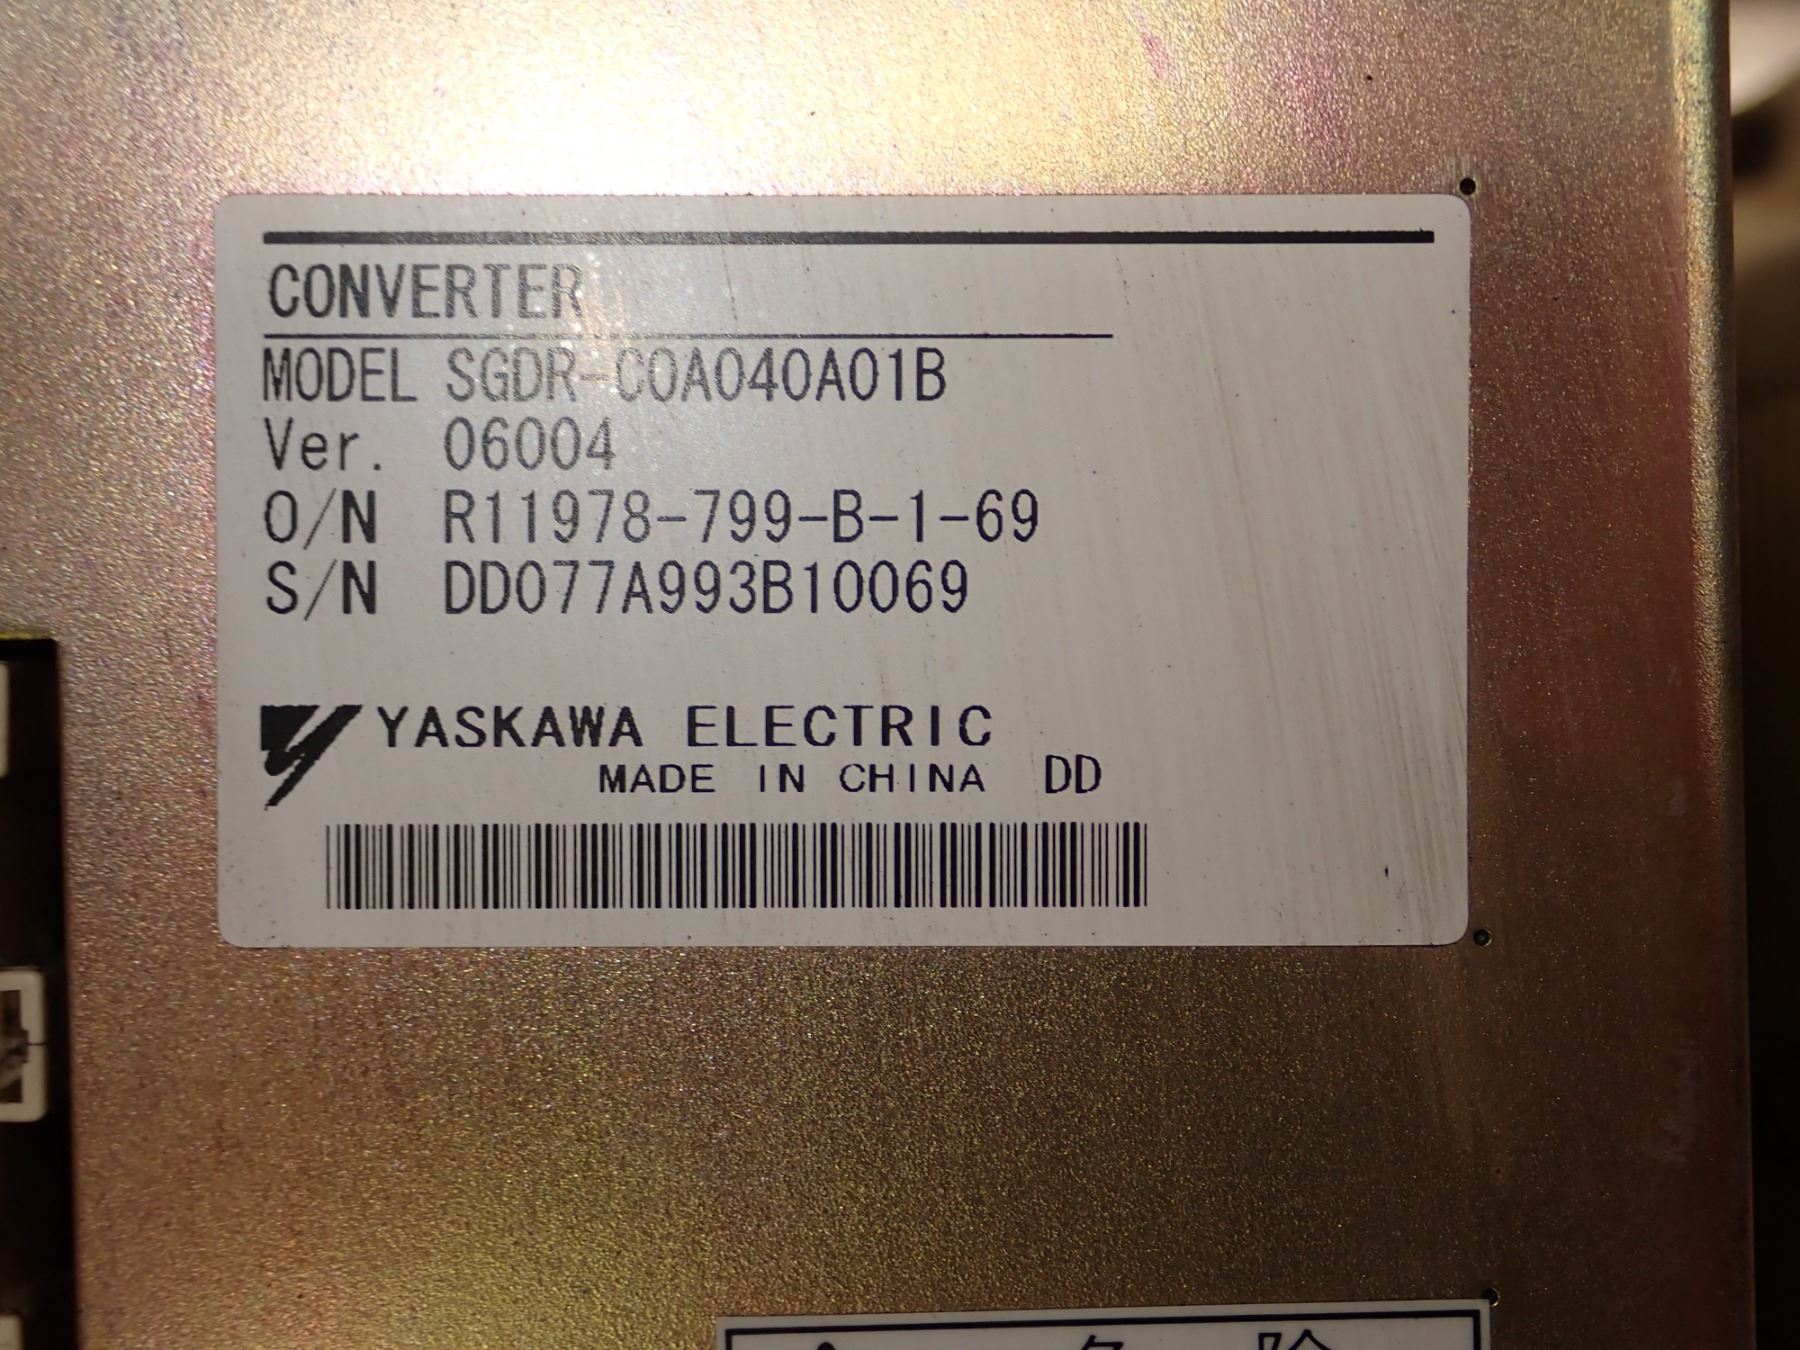 CONVERTER
MODEL SGDR-COA040A01B
Ver. 06004
O/N R11978-799-B-1-69
S/N DD077A993B10069
YASKAWA ELECTRIC
MADE IN CHINA DD